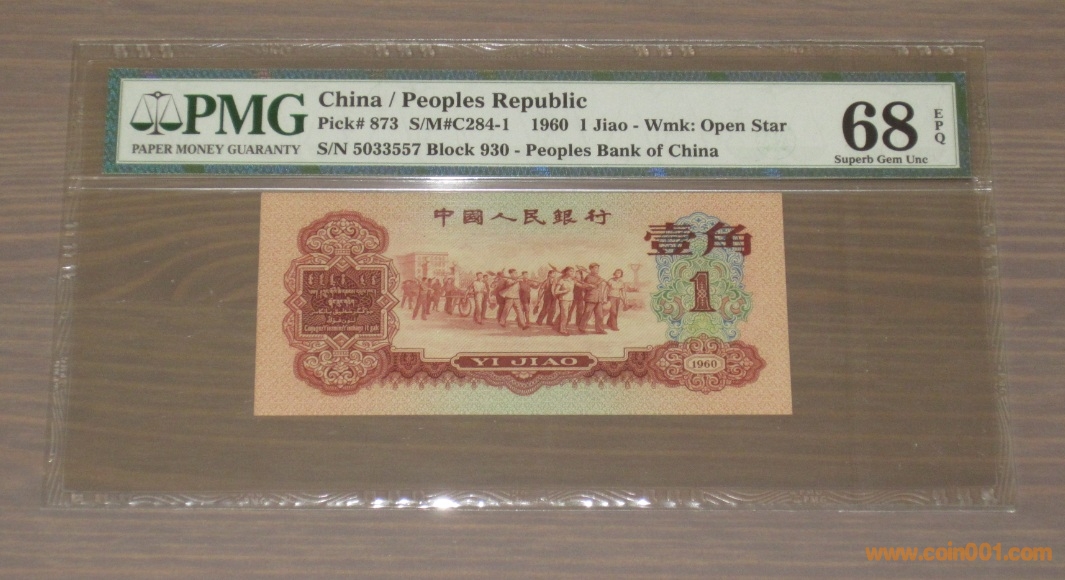 PMG
PAPER MONEY GUARANTY
China / Peoples Republic
Pick# 873 S/M#C284-1 1960 1 Jiao - Wmk: Open Star
S/N 5033557 Block 930 - Peoples Bank of China
68
EPQ
Superb Gem Unc
中國人民銀行
壹角
1
YI JIAO
1960
www.coin001.com